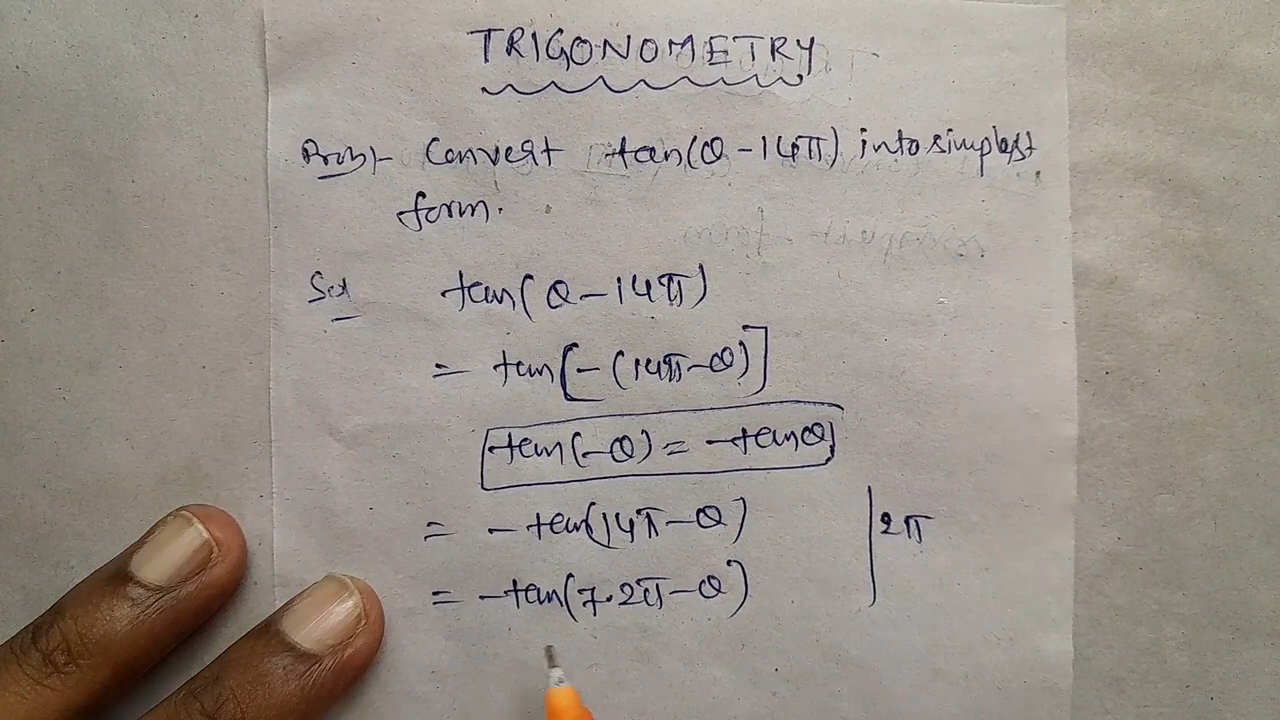 TRIGONOMETRY
Prob:- Convert tan(θ-14π) into simplest
form.
Sol tan(θ-14π)
= tan[-(14π-θ)]
tan(-θ) = -tanθ
= -tan(14π-θ) | 2π
= -tan(7.2π-θ)